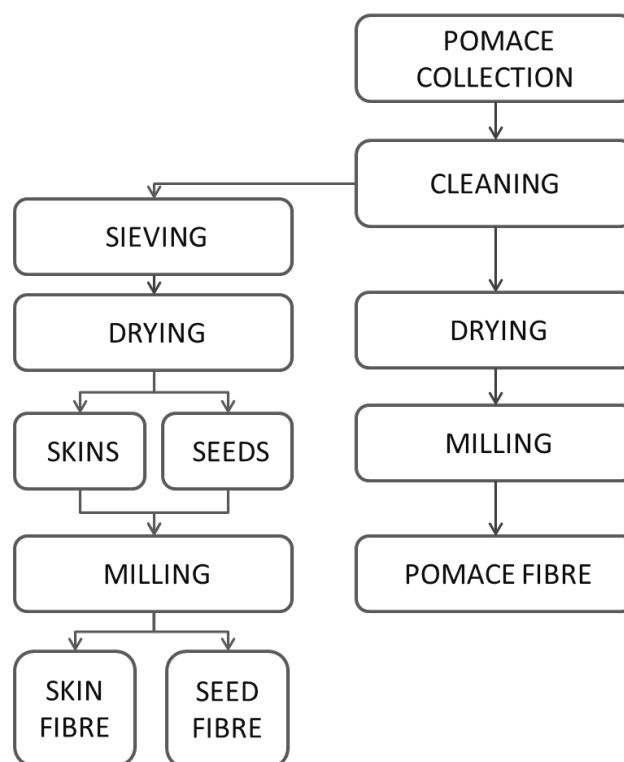 POMACE
COLLECTION
CLEANING
SIEVING
DRYING
DRYING
SKINS
SEEDS
MILLING
MILLING
POMACE FIBRE
SKIN
FIBRE
SEED
FIBRE